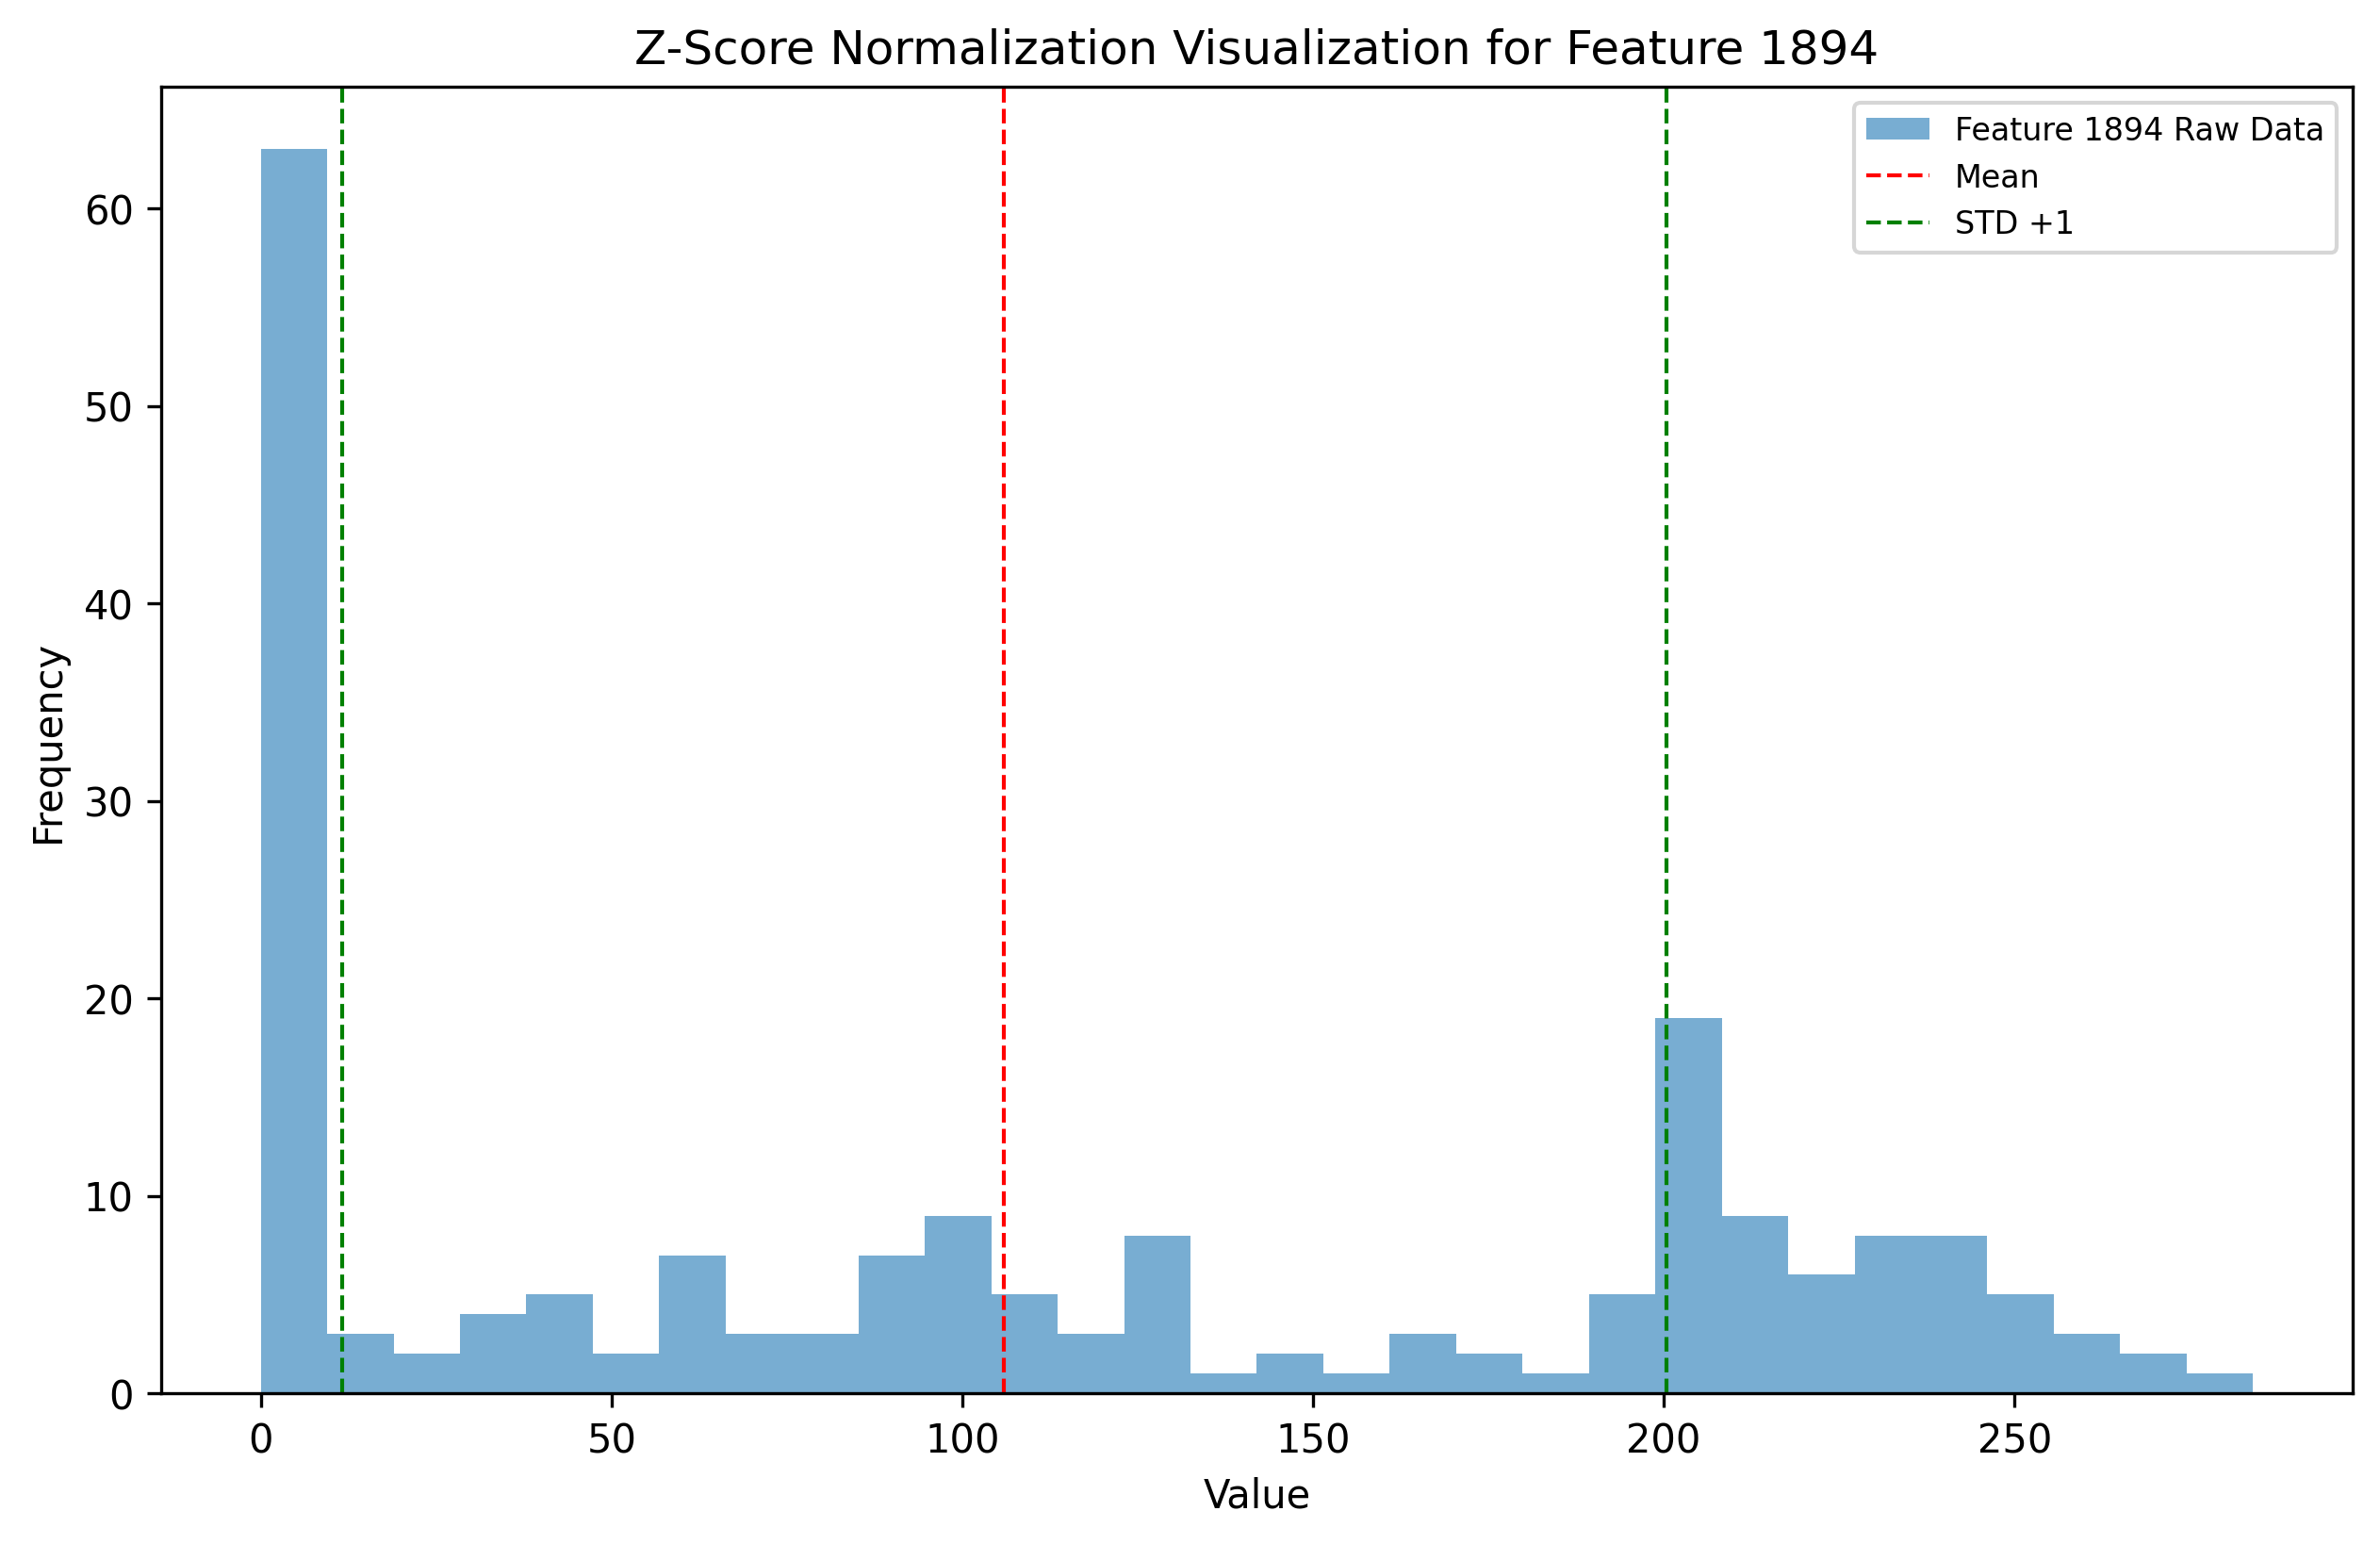 Z-Score Normalization Visualization for Feature 1894
Feature 1894 Raw Data
Mean
STD +1
Frequency
60
50
40
30
20
10
0
0 50 100 150 200 250
Value